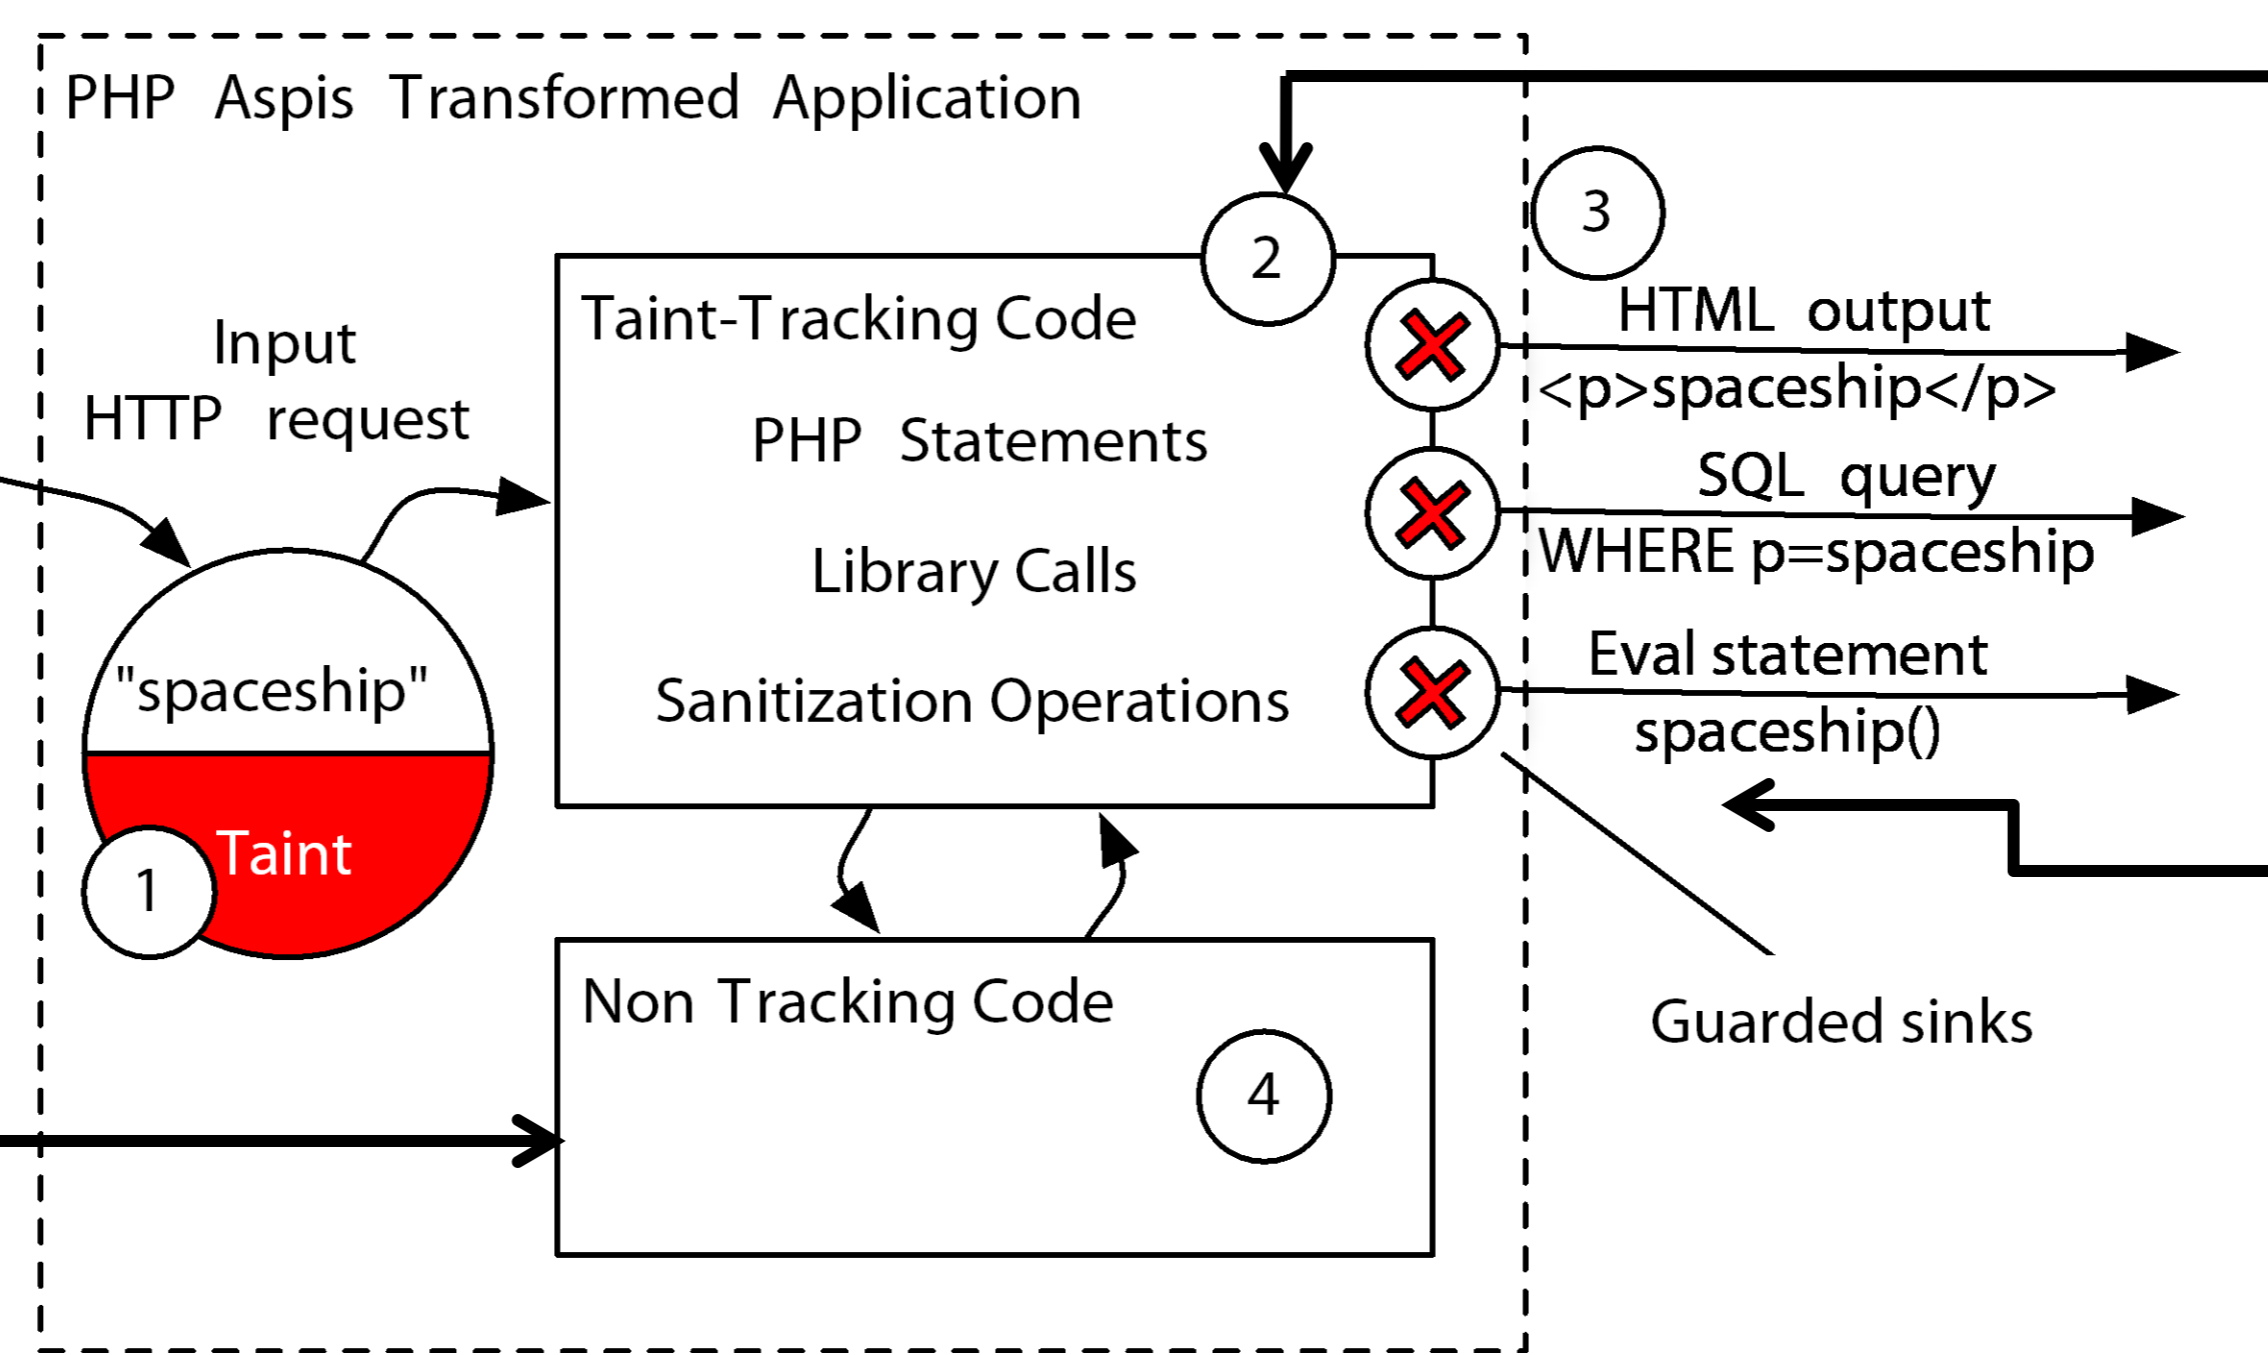 PHP Aspis Transformed Application
3
2
Input
HTTP request
Taint-Tracking Code
PHP Statements
Library Calls
Sanitization Operations
HTML output
<p>spaceship</p>
SQL query
WHERE p=spaceship
Eval statement
spaceship()
"spaceship"
Taint
1
Non Tracking Code
4
Guarded sinks